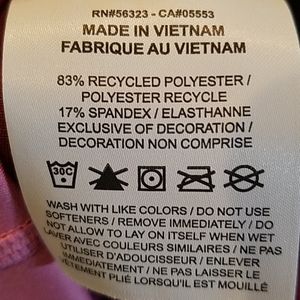 RN#56323 - CA#05553
MADE IN VIETNAM
FABRIQUE AU VIETNAM
83% RECYCLED POLYESTER /
POLYESTER RECYCLE
17% SPANDEX / ELASTHANNE
EXCLUSIVE OF DECORATION /
DECORATION NON COMPRISE
30C
WASH WITH LIKE COLORS / DO NOT USE
SOFTENERS / REMOVE IMMEDIATELY / DO
NOT ALLOW TO LAY ON ITSELF WHEN WET
LAVER AVEC COULEURS SIMILAIRES / NE PAS
UTILISER D'ADOUCISSEUR / ENLEVER
IMMEDIATEMENT / NE PAS LAISSER LE
VÊTEMENT PLIÉ LORSQU'IL EST MOUILLÉ